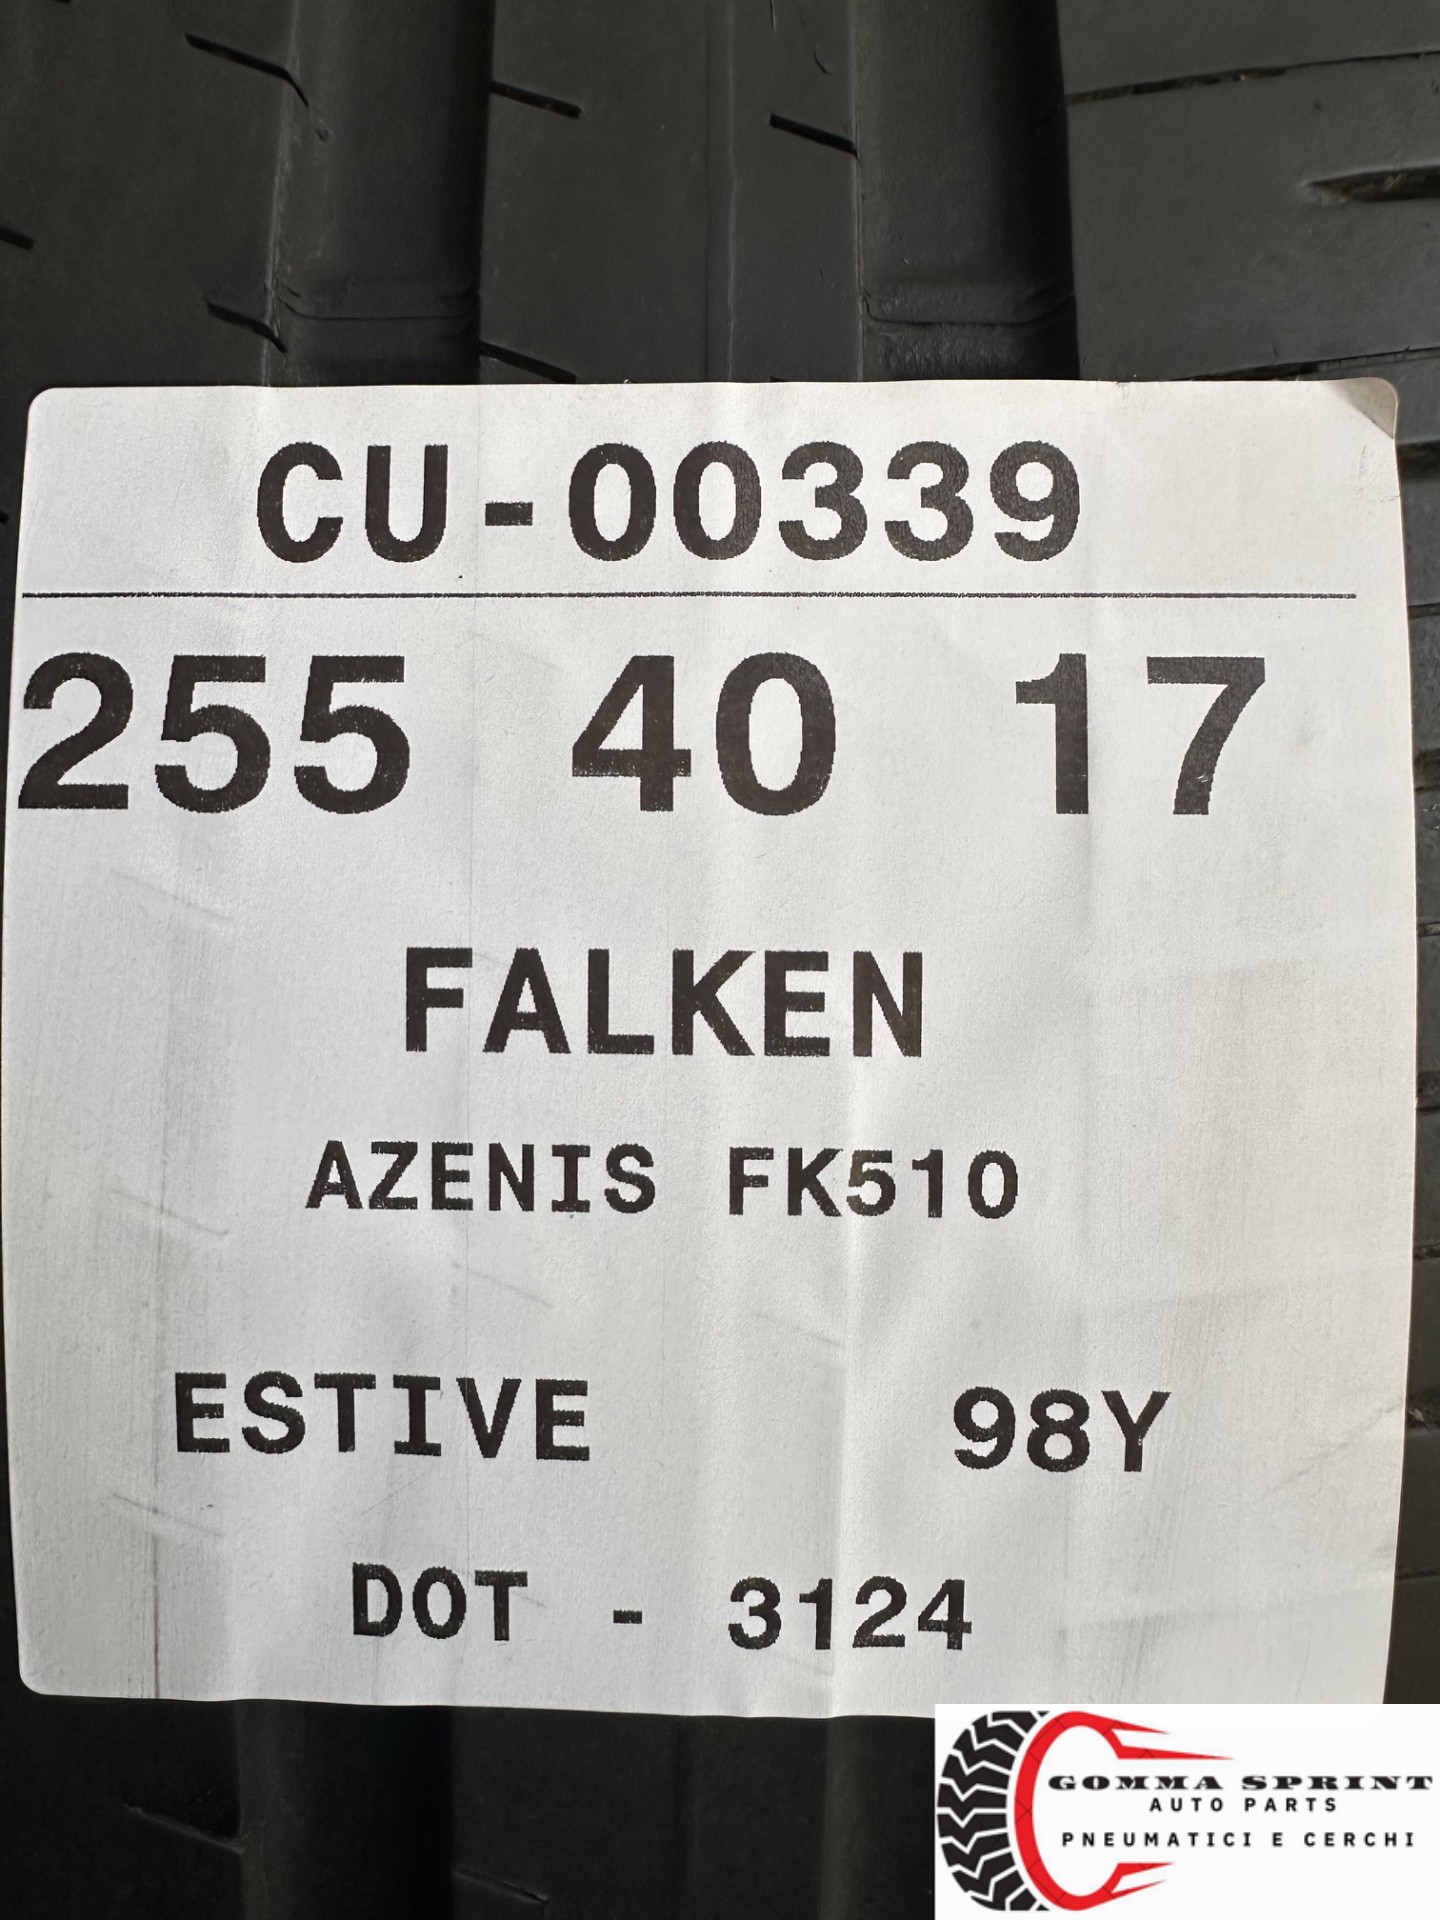 CU-00339
255 40 17
FALKEN
AZENIS FK510
ESTIVE 98Y
DOT - 3124
GOMMA SPRINT
AUTO PARTS
PNEUMATICI E CERCHI